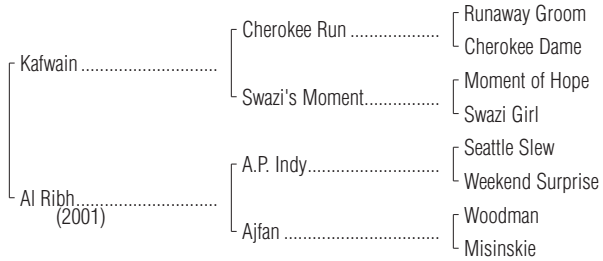 Runaway Groom
Cherokee Run ....................
Cherokee Dame
Kafwain ..............................
Moment of Hope
Swazi's Moment.................
Swazi Girl
Seattle Slew
A.P. Indy.............................
Weekend Surprise
Al Ribh...............................
(2001)
Woodman
Ajfan ..................................
Misinskie